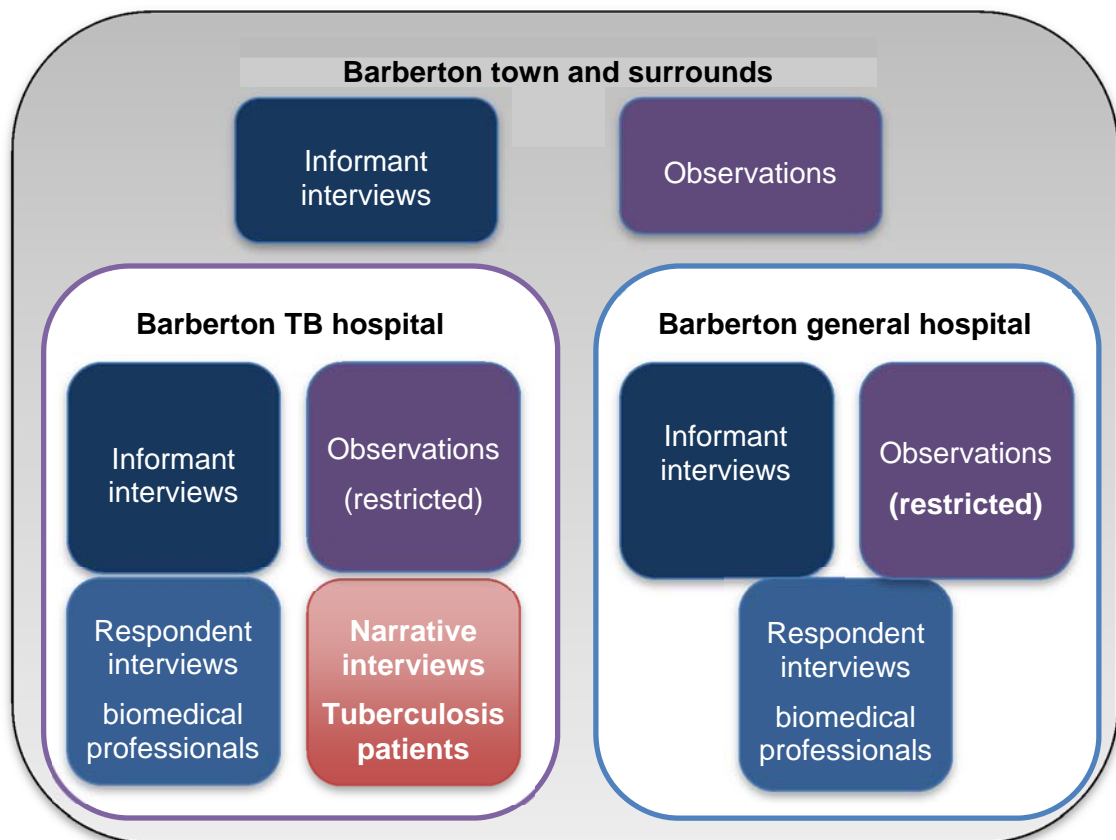 Barberton town and surrounds
Informant
interviews
Observations
Barberton TB hospital
Informant
interviews
Observations
(restricted)
Respondent
interviews
biomedical
professionals
Narrative
interviews
Tuberculosis
patients
Barberton general hospital
Informant
interviews
Observations
(restricted)
Respondent
interviews
biomedical
professionals